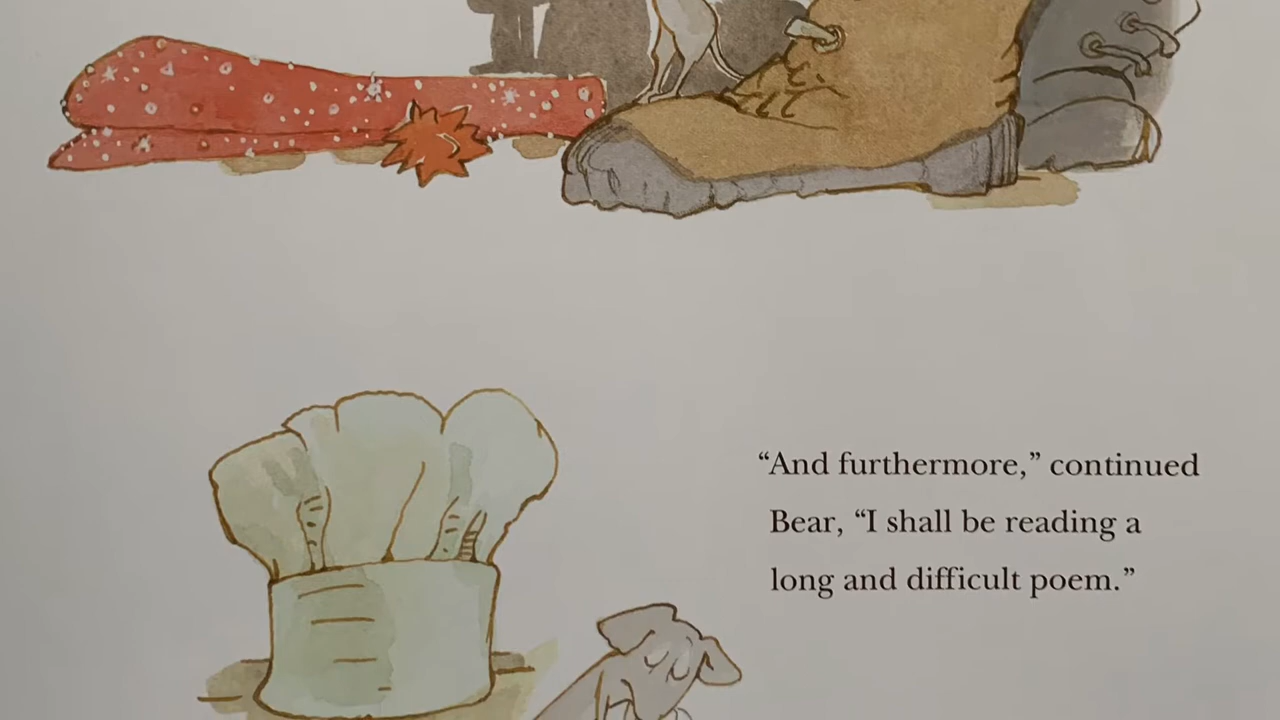 “And furthermore,” continued
Bear, “I shall be reading a
long and difficult poem.”